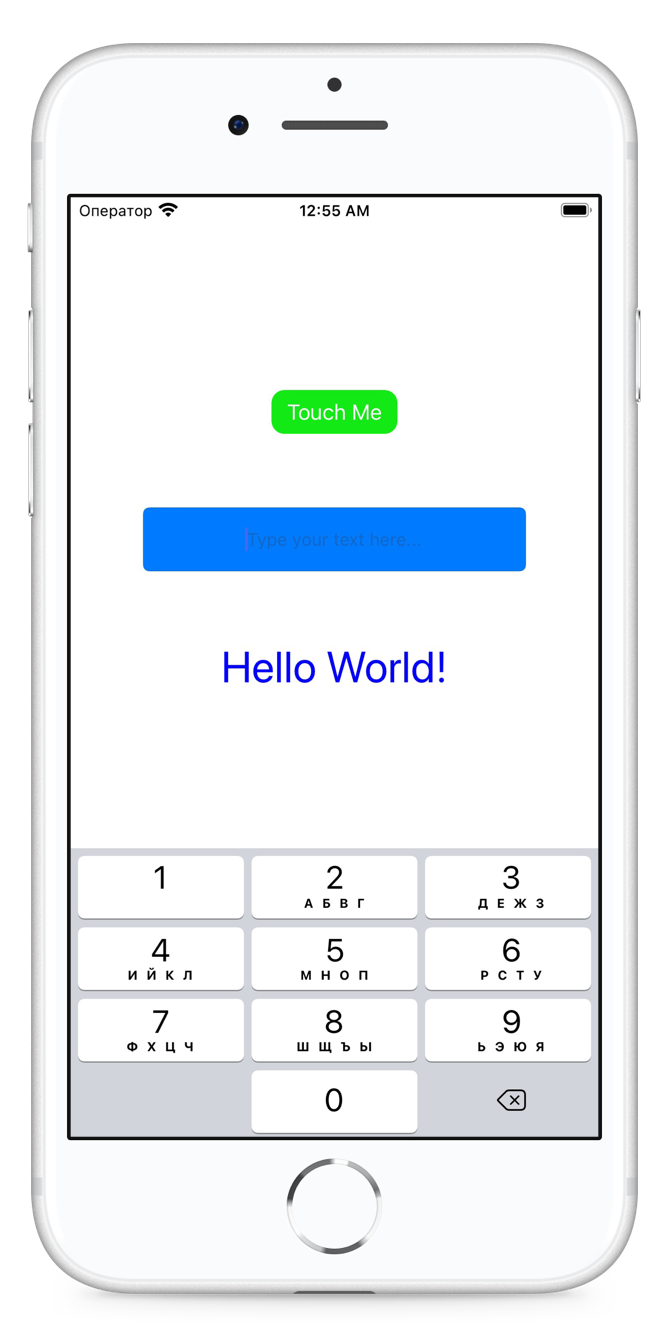 Оператор 12:55 AM
Touch Me
Type your text here...
Hello World!
1 2 3
А Б В Г Д Е Ж З
4 5 6
И Й К Л М Н О П Р С Т У
7 8 9
Ф Х Ц Ч Ш Щ Ъ Ы Ь Э Ю Я
0